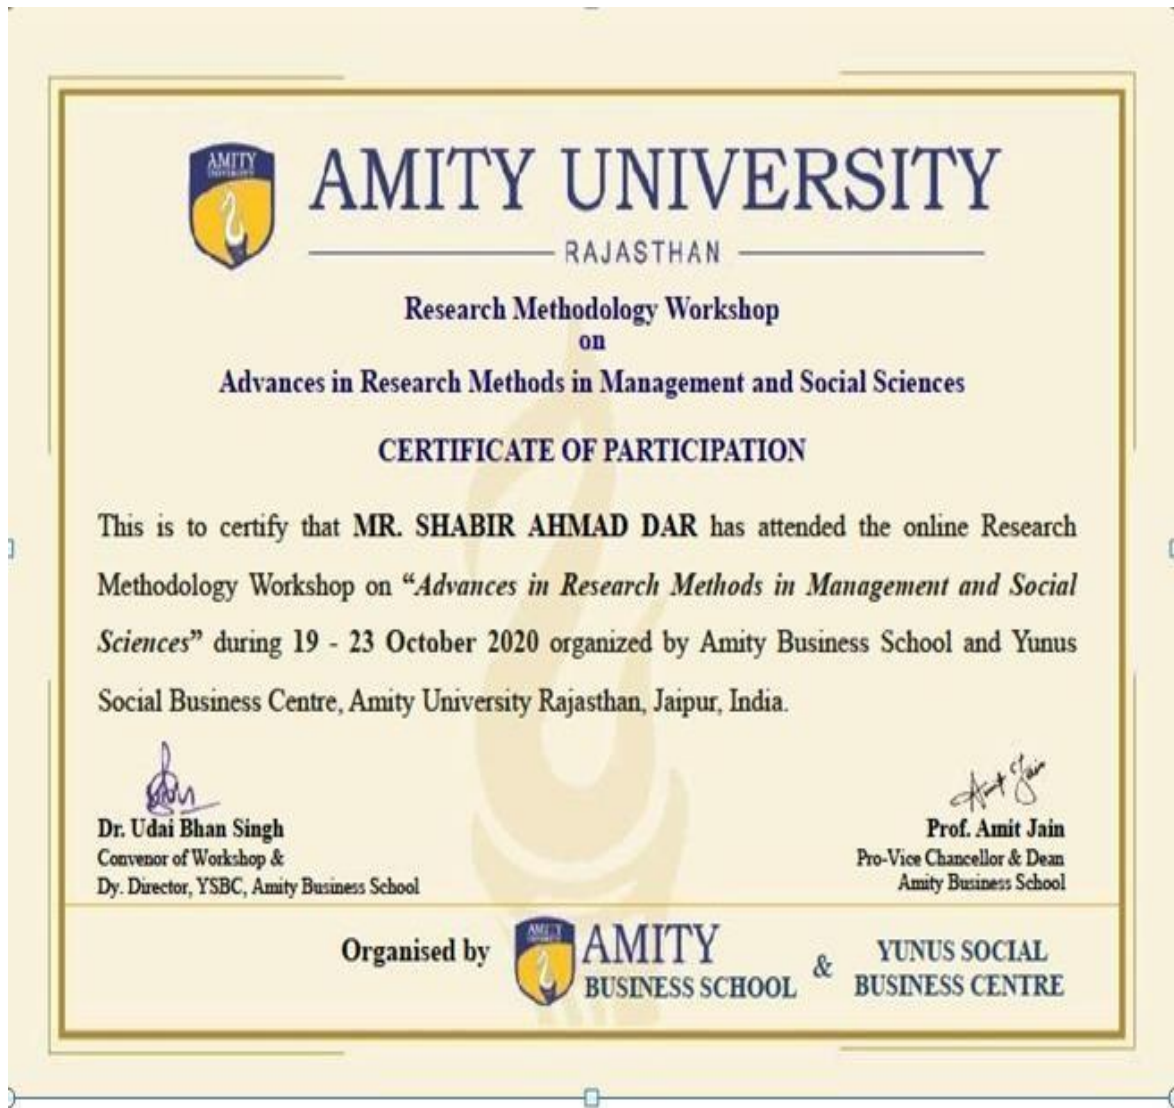 AMITY
UNIVERSITY
AMITY UNIVERSITY
RAJASTHAN
Research Methodology Workshop
on
Advances in Research Methods in Management and Social Sciences
CERTIFICATE OF PARTICIPATION
This is to certify that MR. SHABIR AHMAD DAR has attended the online Research
Methodology Workshop on “Advances in Research Methods in Management and Social
Sciences” during 19 - 23 October 2020 organized by Amity Business School and Yunus
Social Business Centre, Amity University Rajasthan, Jaipur, India.
Amit Jain
Dr. Udai Bhan Singh
Convenor of Workshop &
Dy. Director, YSBC, Amity Business School
Prof. Amit Jain
Pro-Vice Chancellor & Dean
Amity Business School
Organised by
AMITY
AMITY
BUSINESS SCHOOL
&
YUNUS SOCIAL
BUSINESS CENTRE